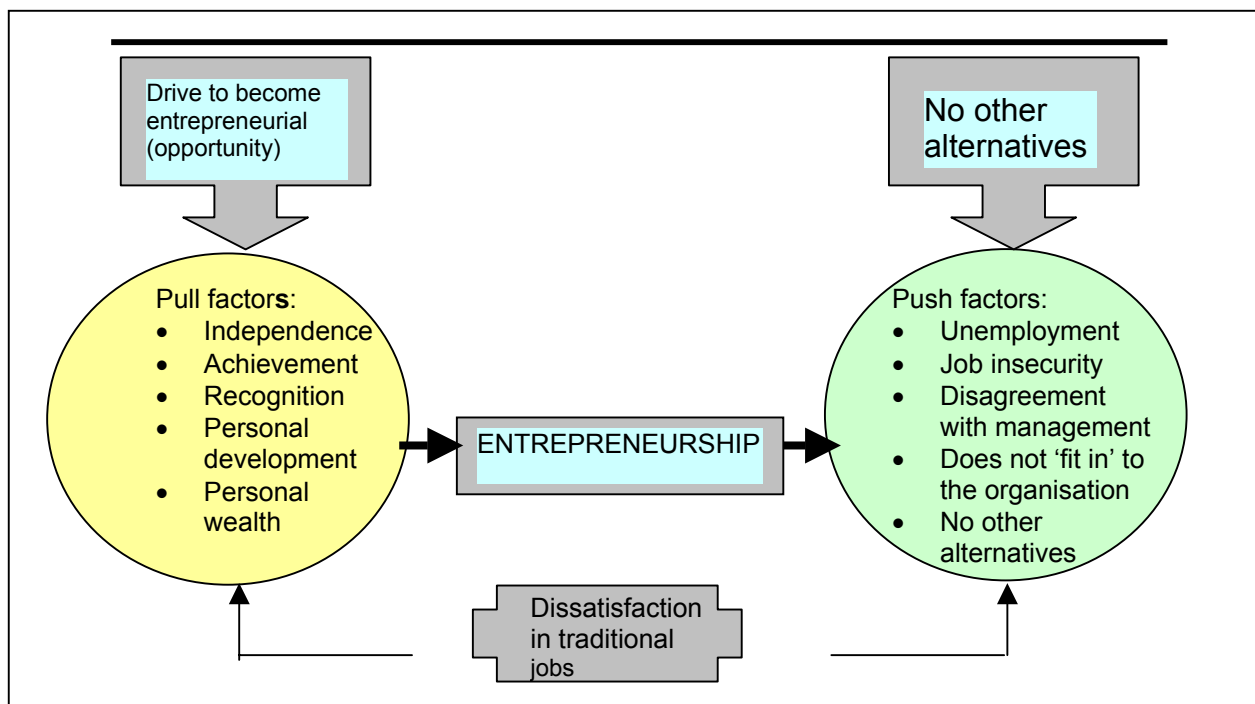 Drive to become
entrepreneurial
(opportunity)
No other
alternatives
Pull factors:
• Independence
• Achievement
• Recognition
• Personal
development
• Personal
wealth
ENTREPRENEURSHIP
Push factors:
• Unemployment
• Job insecurity
• Disagreement
with management
• Does not ‘fit in’ to
the organisation
• No other
alternatives
Dissatisfaction
in traditional
jobs